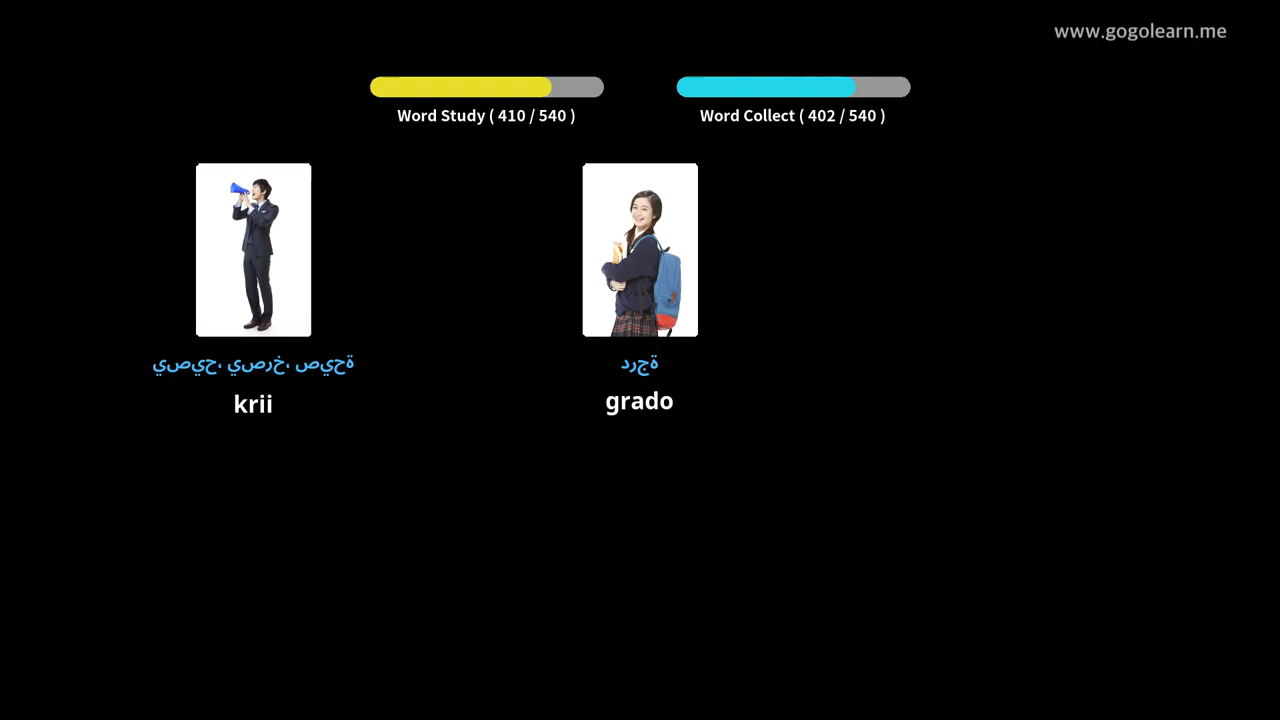 www.gogolearn.me
Word Study ( 410 / 540 )
Word Collect ( 402 / 540 )
يصيح، يصرخ، صيحة
krii
درجة
grado